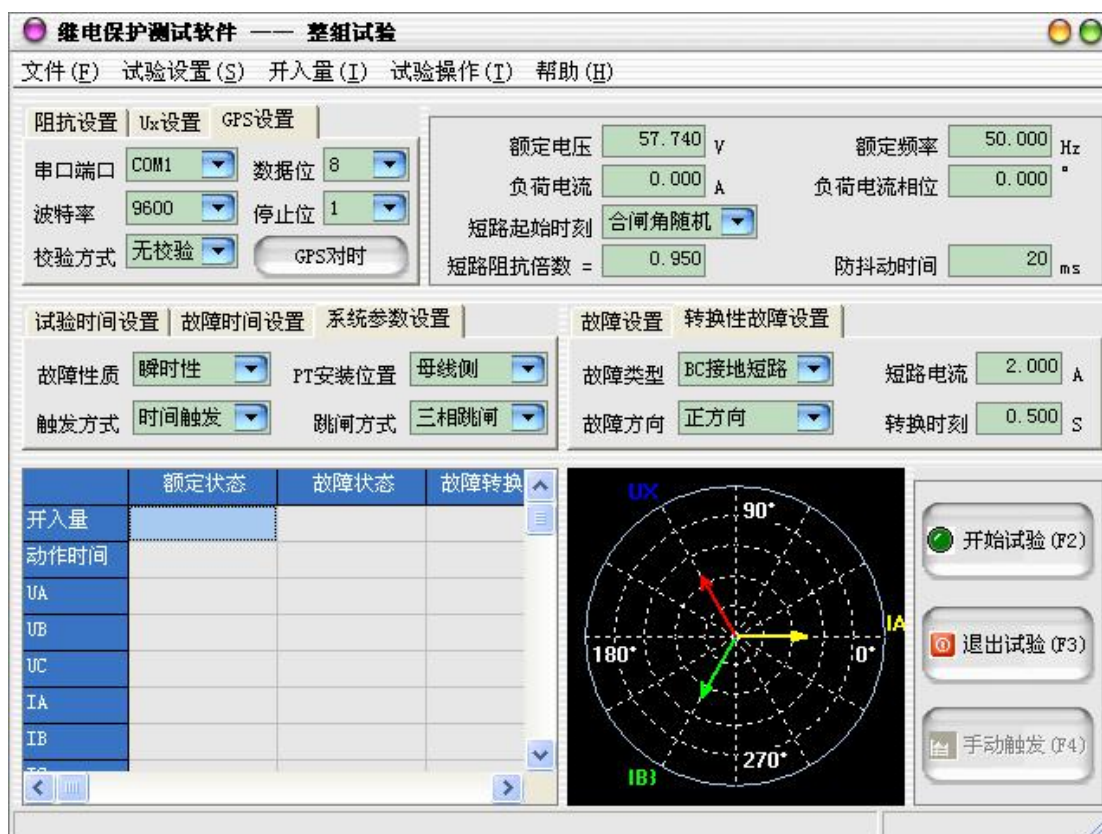 继电保护测试软件 —— 整组试验
文件(F) 试验设置(S) 开入量(I) 试验操作(T) 帮助(H)
阻抗设置 Ux设置 GPS设置
串口端口 COM1 数据位 8
波特率 9600 停止位 1
校验方式 无校验 GPS对时
额定电压 57.740 V 额定频率 50.000 Hz
负荷电流 0.000 A 负荷电流相位 0.000 °
短路起始时刻 合闸角随机
短路阻抗倍数 = 0.950 防抖动时间 20 ms
试验时间设置 故障时间设置 系统参数设置
故障性质 瞬时性 PT安装位置 母线侧
触发方式 时间触发 跳闸方式 三相跳闸
故障设置 转换性故障设置
故障类型 BC接地短路 短路电流 2.000 A
故障方向 正方向 转换时刻 0.500 S
额定状态 故障状态 故障转换
开入量
动作时间
UA
UB
UC
IA
IB
UX
90°
IA
180° 0°
270°
开始试验(F2)
退出试验(F3)
手动触发(F4)